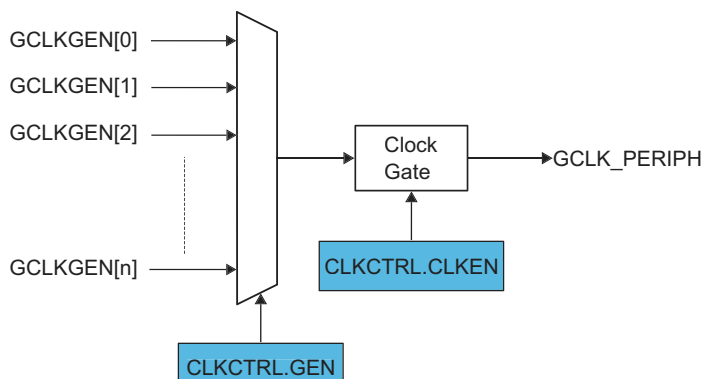 GCLKGEN[0]
GCLKGEN[1]
GCLKGEN[2]
Clock
Gate
GCLK_PERIPH
GCLKGEN[n]
CLKCTRL.CLKEN
CLKCTRL.GEN